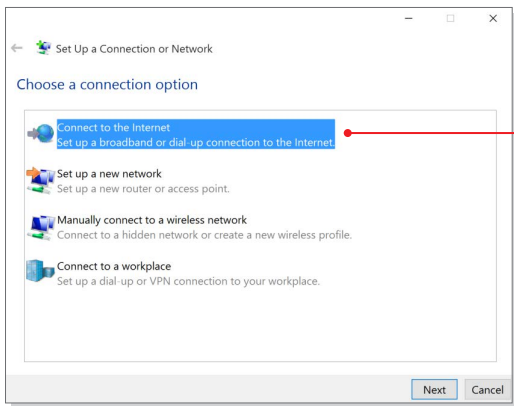 Set Up a Connection or Network
Choose a connection option
Connect to the Internet
Set up a broadband or dial-up connection to the Internet.
Set up a new network
Set up a new router or access point.
Manually connect to a wireless network
Connect to a hidden network or create a new wireless profile.
Connect to a workplace
Set up a dial-up or VPN connection to your workplace.
Next Cancel